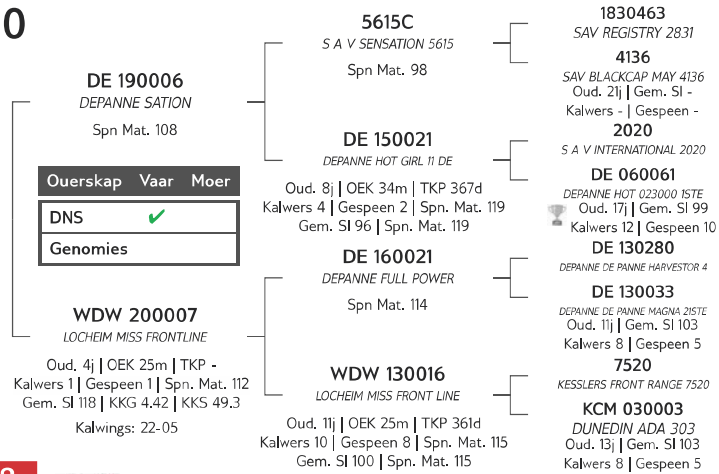 0
DE 190006
DEPANNE SATION
Spn Mat. 108
Ouerskap Vaar Moer
DNS ✔
Genomies
WDW 200007
LOCHEIM MISS FRONTLINE
Oud. 4j | OEK 25m | TKP -
Kalwers 1 | Gespeen 1 | Spn. Mat. 112
Gem. SI 118 | KKG 4.42 | KKS 49.3
Kalwings: 22-05
5615C
S A V SENSATION 5615
Spn Mat. 98
DE 150021
DEPANNE HOT GIRL 11 DE
Oud. 8j | OEK 34m | TKP 367d
Kalwers 4 | Gespeen 2 | Spn. Mat. 119
Gem. SI 96 | Spn. Mat. 119
DE 160021
DEPANNE FULL POWER
Spn Mat. 114
WDW 130016
LOCHEIM MISS FRONT LINE
Oud. 11j | OEK 25m | TKP 361d
Kalwers 10 | Gespeen 8 | Spn. Mat. 115
Gem. SI 100 | Spn. Mat. 115
1830463
SAV REGISTRY 2831
4136
SAV BLACKCAP MAY 4136
Oud. 21j | Gem. SI -
Kalwers - | Gespeen -
2020
S A V INTERNATIONAL 2020
DE 060061
DEPANNE HOT 023000 1STE
Oud. 17j | Gem. SI 99
Kalwers 12 | Gespeen 10
DE 130280
DEPANNE DE PANNE HARVESTOR 4
DE 130033
DEPANNE DE PANNE MAGNA 21STE
Oud. 11j | Gem. SI 103
Kalwers 8 | Gespeen 5
7520
KESSLERS FRONT RANGE 7520
KCM 030003
DUNEDIN ADA 303
Oud. 13j | Gem. SI 103
Kalwers 8 | Gespeen 5